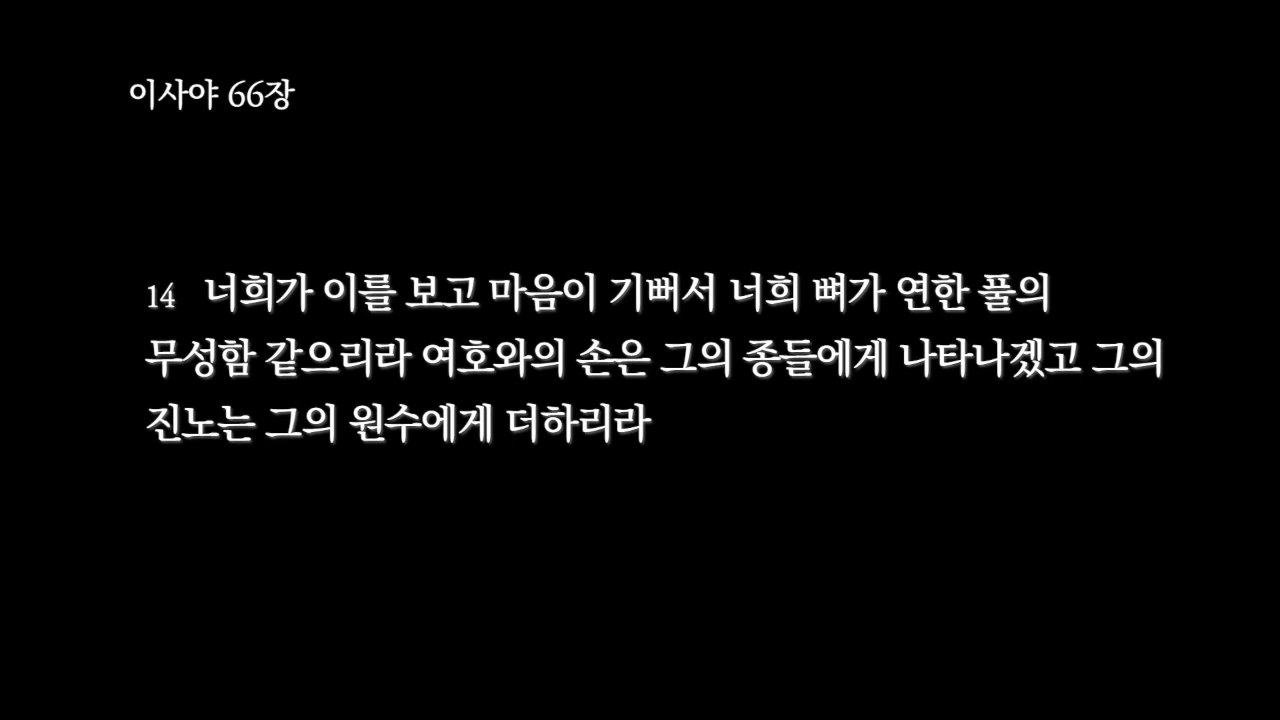 이사야 66장
14 너희가 이를 보고 마음이 기뻐서 너희 뼈가 연한 풀의
무성함 같으리라 여호와의 손은 그의 종들에게 나타나겠고 그의
진노는 그의 원수에게 더하리라